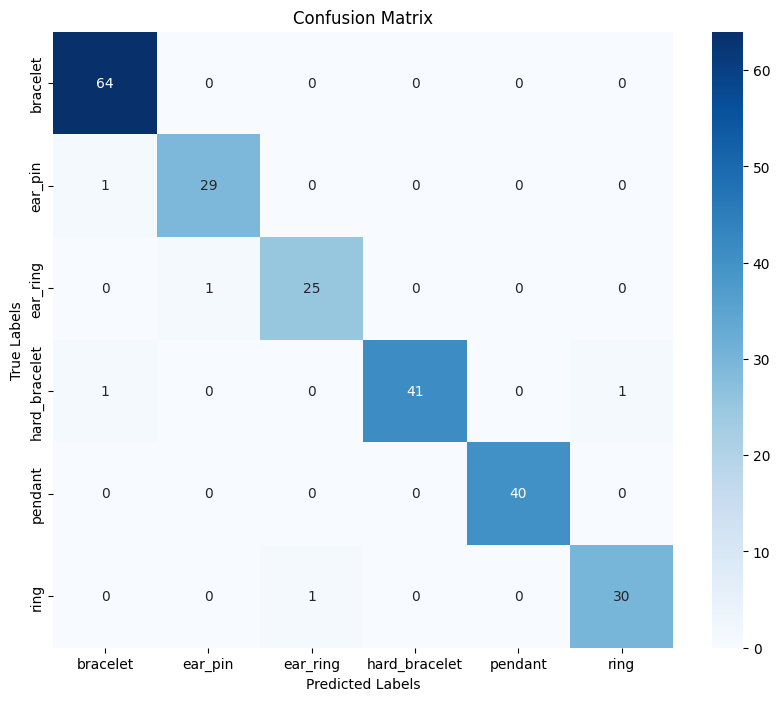 Confusion Matrix
bracelet 64 0 0 0 0 0
ear_pin 1 29 0 0 0 0
ear_ring 0 1 25 0 0 0
hard_bracelet 1 0 0 41 0 1
pendant 0 0 0 0 40 0
ring 0 0 1 0 0 30
True Labels
bracelet ear_pin ear_ring hard_bracelet pendant ring
Predicted Labels
60
50
40
30
20
10
0